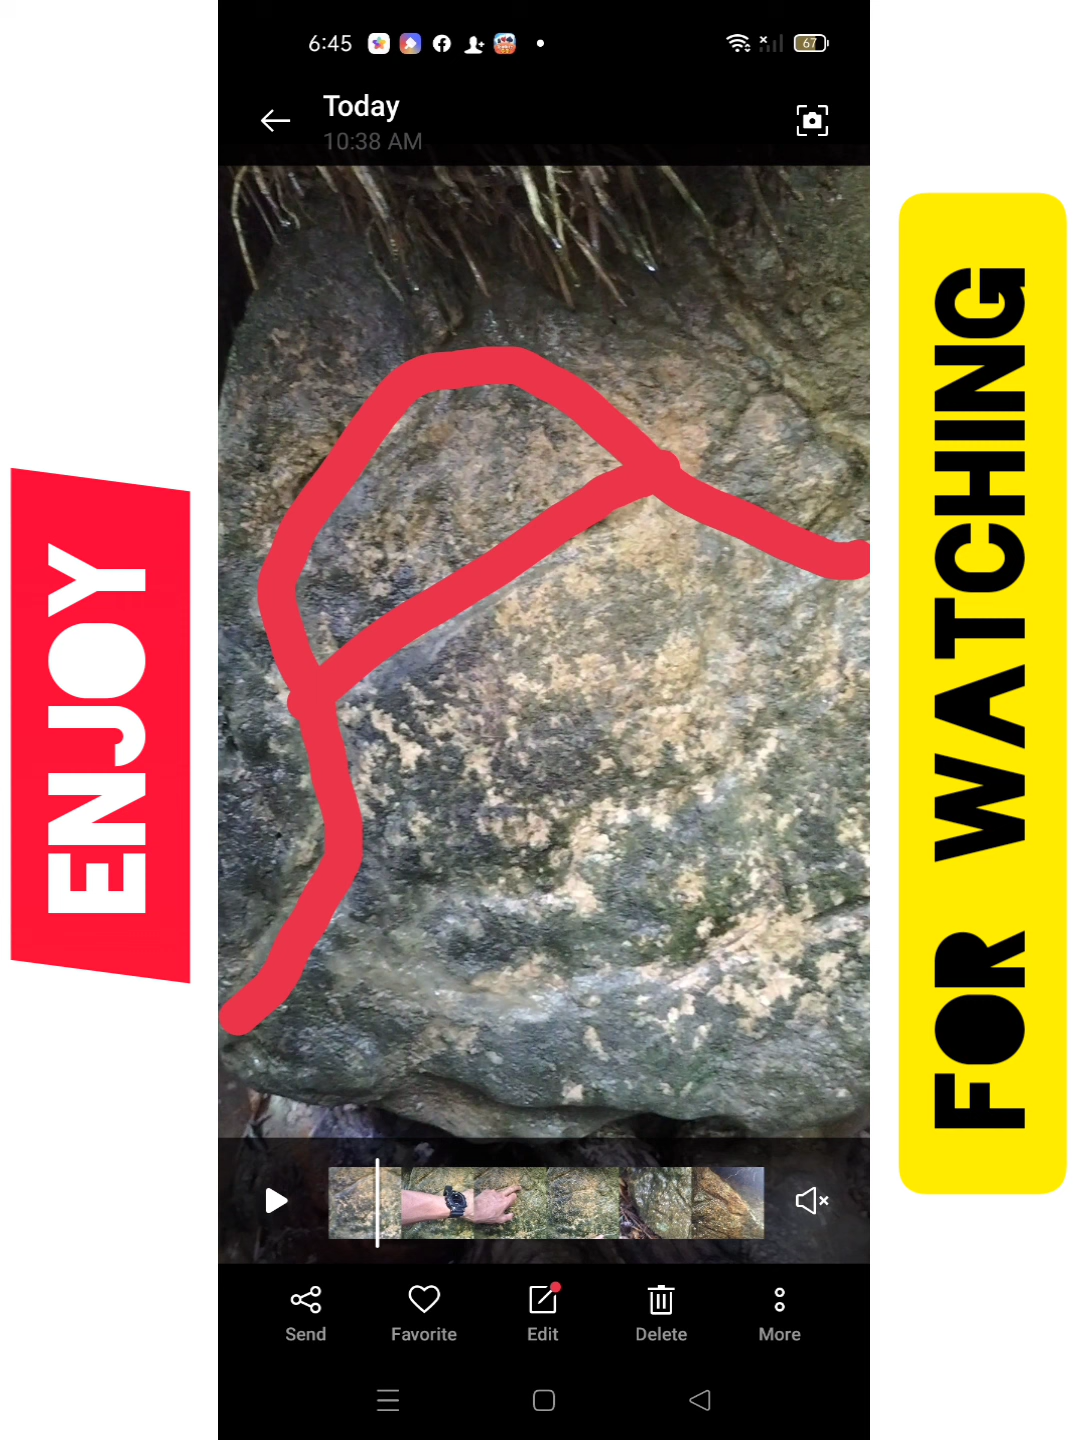 6:45
67
Today
10:38 AM
ENJOY
FOR WATCHING
Send
Favorite
Edit
Delete
More